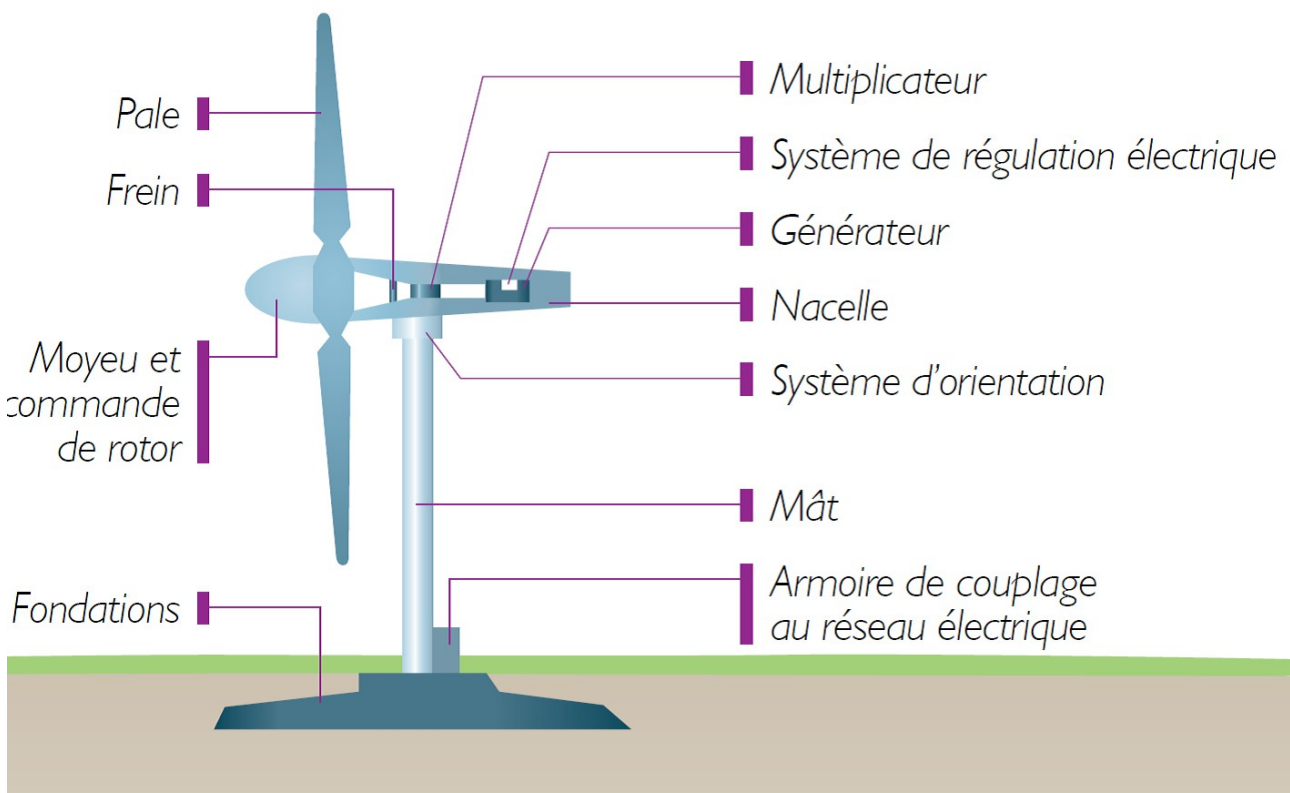 Pale
Frein
Moyeu et
commande
de rotor
Fondations
Multiplicateur
Système de régulation électrique
Générateur
Nacelle
Système d'orientation
Mât
Armoire de couplage
au réseau électrique